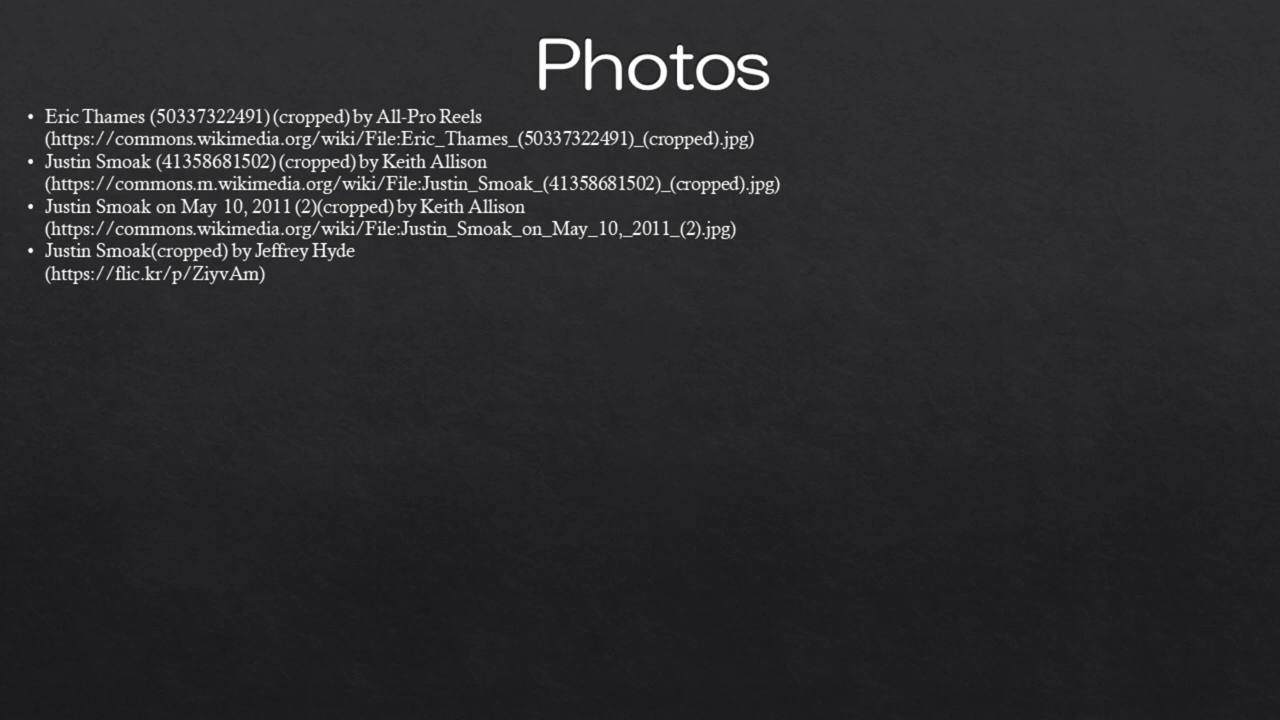 Photos
• Eric Thames (50337322491) (cropped) by All-Pro Reels
(https://commons.wikimedia.org/wiki/File:Eric_Thames_(50337322491)_(cropped).jpg)
• Justin Smoak (41358681502) (cropped) by Keith Allison
(https://commons.m.wikimedia.org/wiki/File:Justin_Smoak_(41358681502)_(cropped).jpg)
• Justin Smoak on May 10, 2011 (2)(cropped) by Keith Allison
(https://commons.wikimedia.org/wiki/File:Justin_Smoak_on_May_10,_2011_(2).jpg)
• Justin Smoak(cropped) by Jeffrey Hyde
(https://flic.kr/p/ZiyvAm)